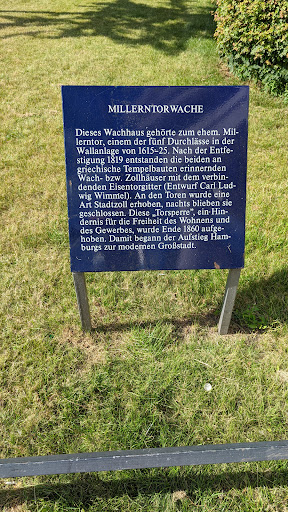 MILLERNTORWACHE
Dieses Wachhaus gehörte zum ehem. Mil-
lerntor, einem der fünf Durchlässe in der
Wallanlage von 1615-25. Nach der Entfe-
stigung 1819 entstanden die beiden an
griechische Tempelbauten erinnernden
Wach- bzw. Zollhäuser mit dem verbin-
denden Eisentorgitter (Entwurf Carl Lud-
wig Wimmel). An den Toren wurde eine
Art Stadtzoll erhoben, nachts blieben sie
geschlossen. Diese „Torsperre", ein Hin-
dernis für die Freiheit des Wohnens und
des Gewerbes, wurde Ende 1860 aufge-
hoben. Damit begann der Aufstieg Ham-
burgs zur modernen Großstadt.